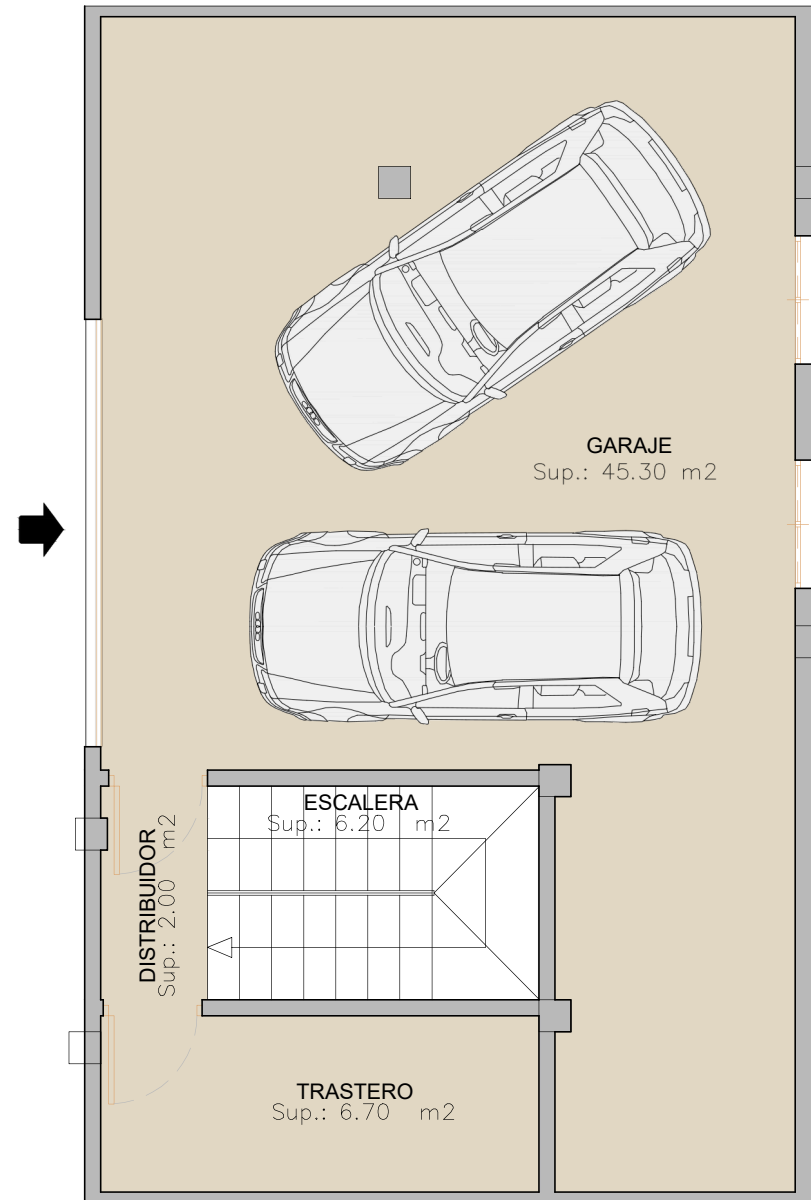 GARAJE
Sup.: 45.30 m2
ESCALERA
Sup.: 6.20 m2
DISTRIBUIDOR
Sup.: 2.00 m2
TRASTERO
Sup.: 6.70 m2